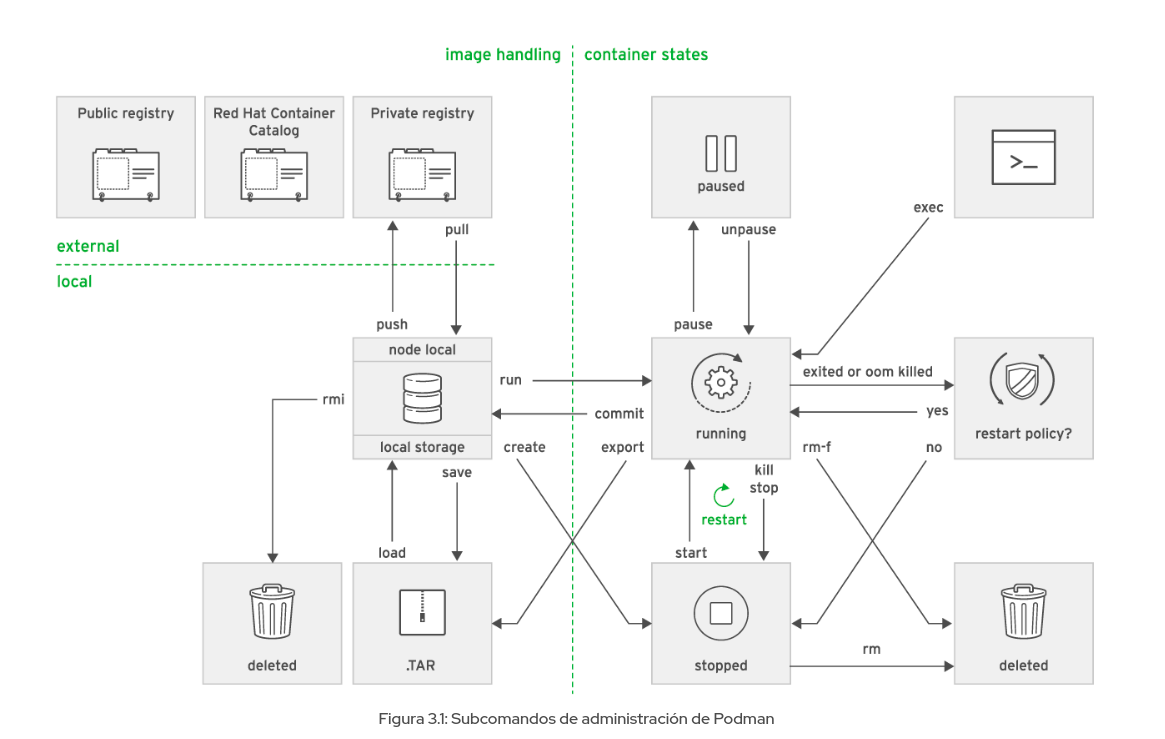 image handling
container states
Public registry
Red Hat Container
Catalog
Private registry
paused
>_
exec
pull
unpause
external
local
push
pause
node local
exited or oom killed
run
rmi
commit
yes
running
restart policy?
local storage
create
export
rm-f
no
save
kill
stop
restart
load
start
deleted
.TAR
stopped
rm
deleted
Figura 3.1: Subcomandos de administración de Podman